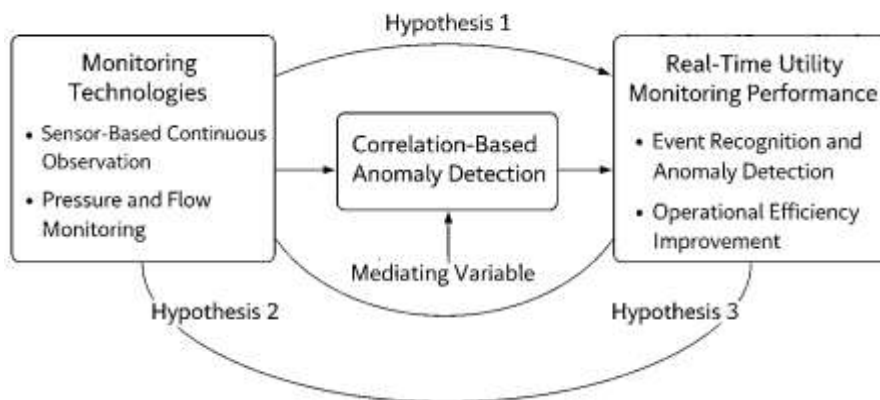 Hypothesis 1
Monitoring
Technologies
• Sensor-Based Continuous
Observation
• Pressure and Flow
Monitoring
Correlation-Based
Anomaly Detection
Mediating Variable
Real-Time Utility
Monitoring Performance
• Event Recognition and
Anomaly Detection
• Operational Efficiency
Improvement
Hypothesis 2
Hypothesis 3